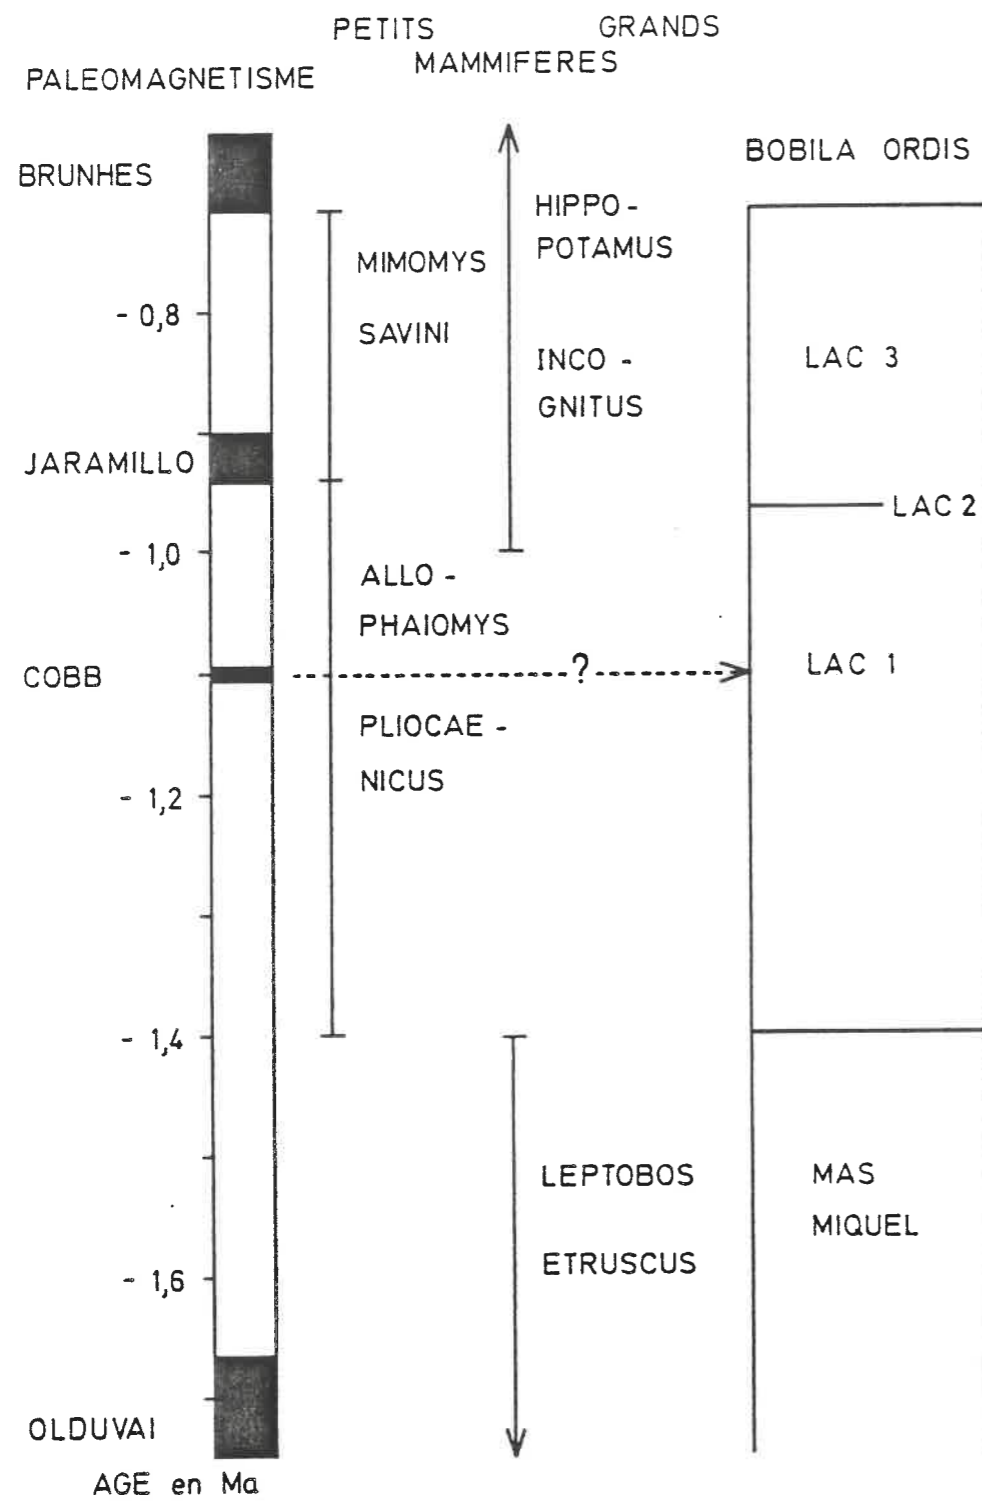 PETITS GRANDS
MAMMIFERES
PALEOMAGNETISME
BOBILA ORDIS
BRUNHES
HIPPO -
POTAMUS
MIMOMYS
SAVINI
- 0,8
INCO -
GNITUS
LAC 3
JARAMILLO
LAC 2
- 1,0
ALLO -
PHAIOMYS
COBB
?
LAC 1
PLIOCAE -
NICUS
- 1,2
- 1,4
LEPTOBOS
ETRUSCUS
MAS
MIQUEL
- 1,6
OLDUVAI
AGE en Ma